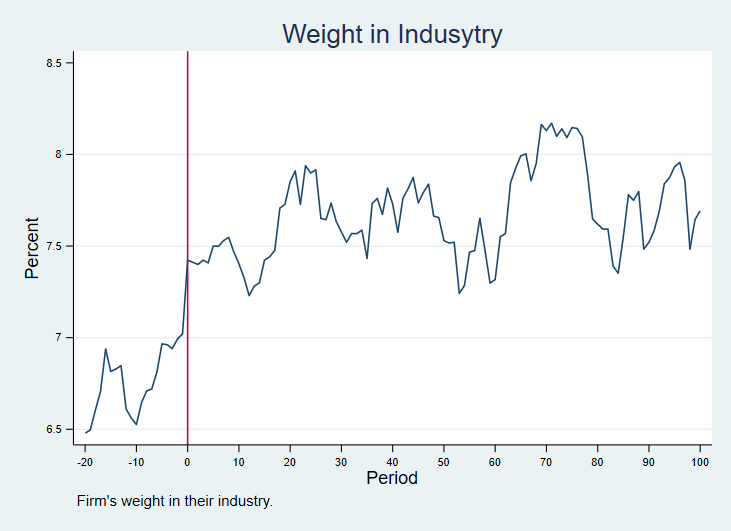 Weight in Indusytry
8.5
8
7.5
7
6.5
Percent
-20 -10 0 10 20 30 40 50 60 70 80 90 100
Period
Firm's weight in their industry.